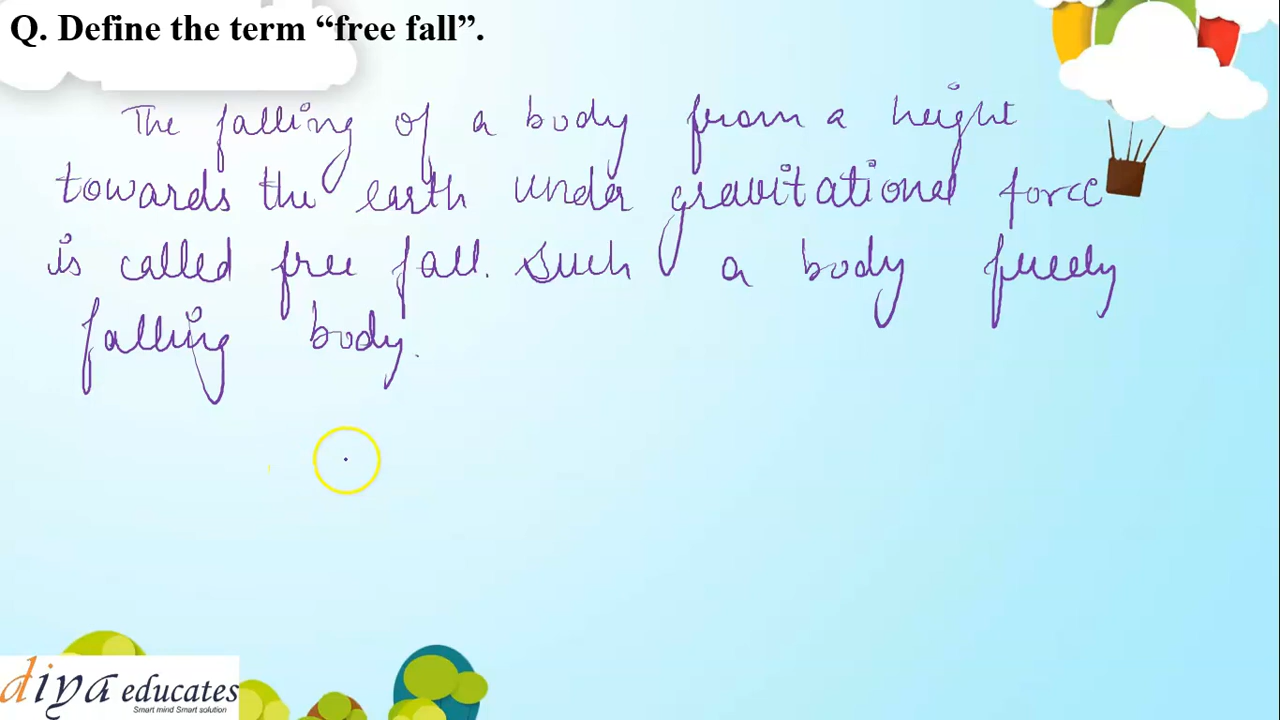 Q. Define the term “free fall”.
The falling of a body from a height
towards the earth under gravitational force
is called free fall. Such a body freely
falling body.
diya educates
Smart mind Smart solution